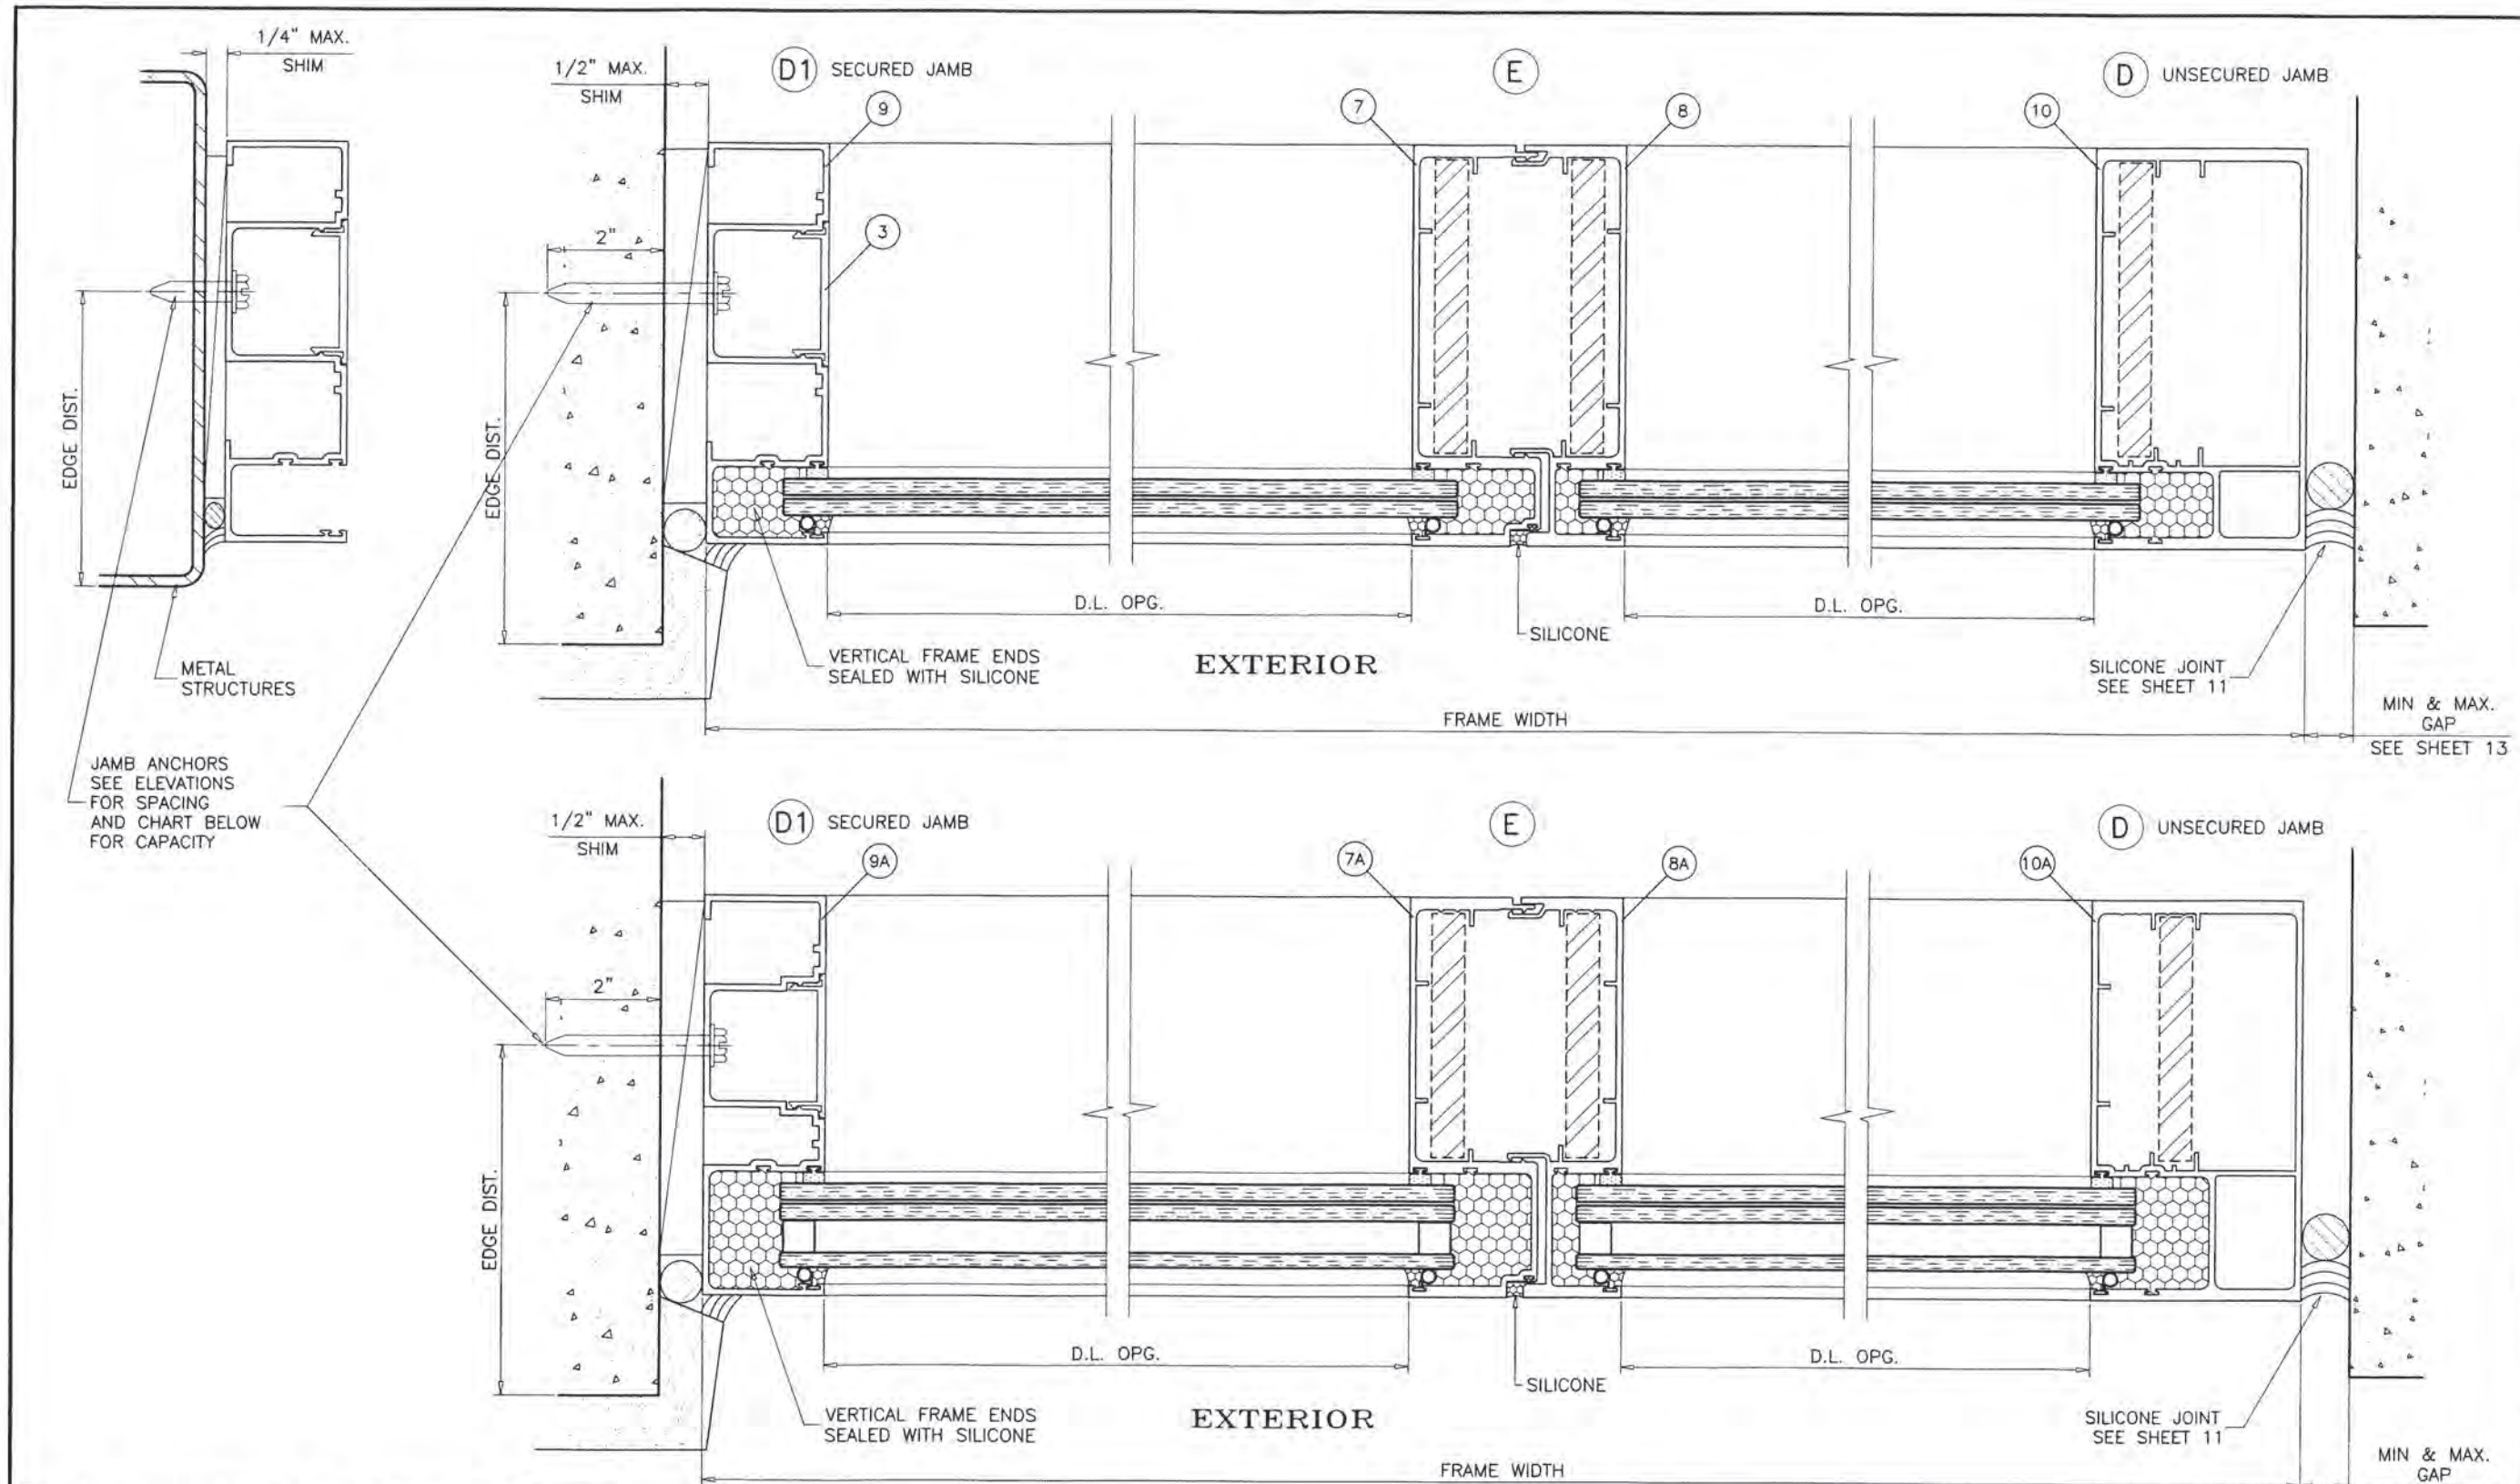 1/4" MAX.
SHIM
1/2" MAX.
SHIM
D1 SECURED JAMB
E
D UNSECURED JAMB
9
7
8
10
3
2"
EDGE DIST.
EDGE DIST.
D.L. OPG.
D.L. OPG.
SILICONE
VERTICAL FRAME ENDS
SEALED WITH SILICONE
EXTERIOR
METAL
STRUCTURES
SILICONE JOINT
SEE SHEET 11
FRAME WIDTH
MIN & MAX.
GAP
SEE SHEET 13
JAMB ANCHORS
SEE ELEVATIONS
FOR SPACING
AND CHART BELOW
FOR CAPACITY
1/2" MAX.
SHIM
D1 SECURED JAMB
E
D UNSECURED JAMB
9A
7A
8A
10A
2"
EDGE DIST.
D.L. OPG.
D.L. OPG.
SILICONE
VERTICAL FRAME ENDS
SEALED WITH SILICONE
EXTERIOR
SILICONE JOINT
SEE SHEET 11
FRAME WIDTH
MIN & MAX.
GAP